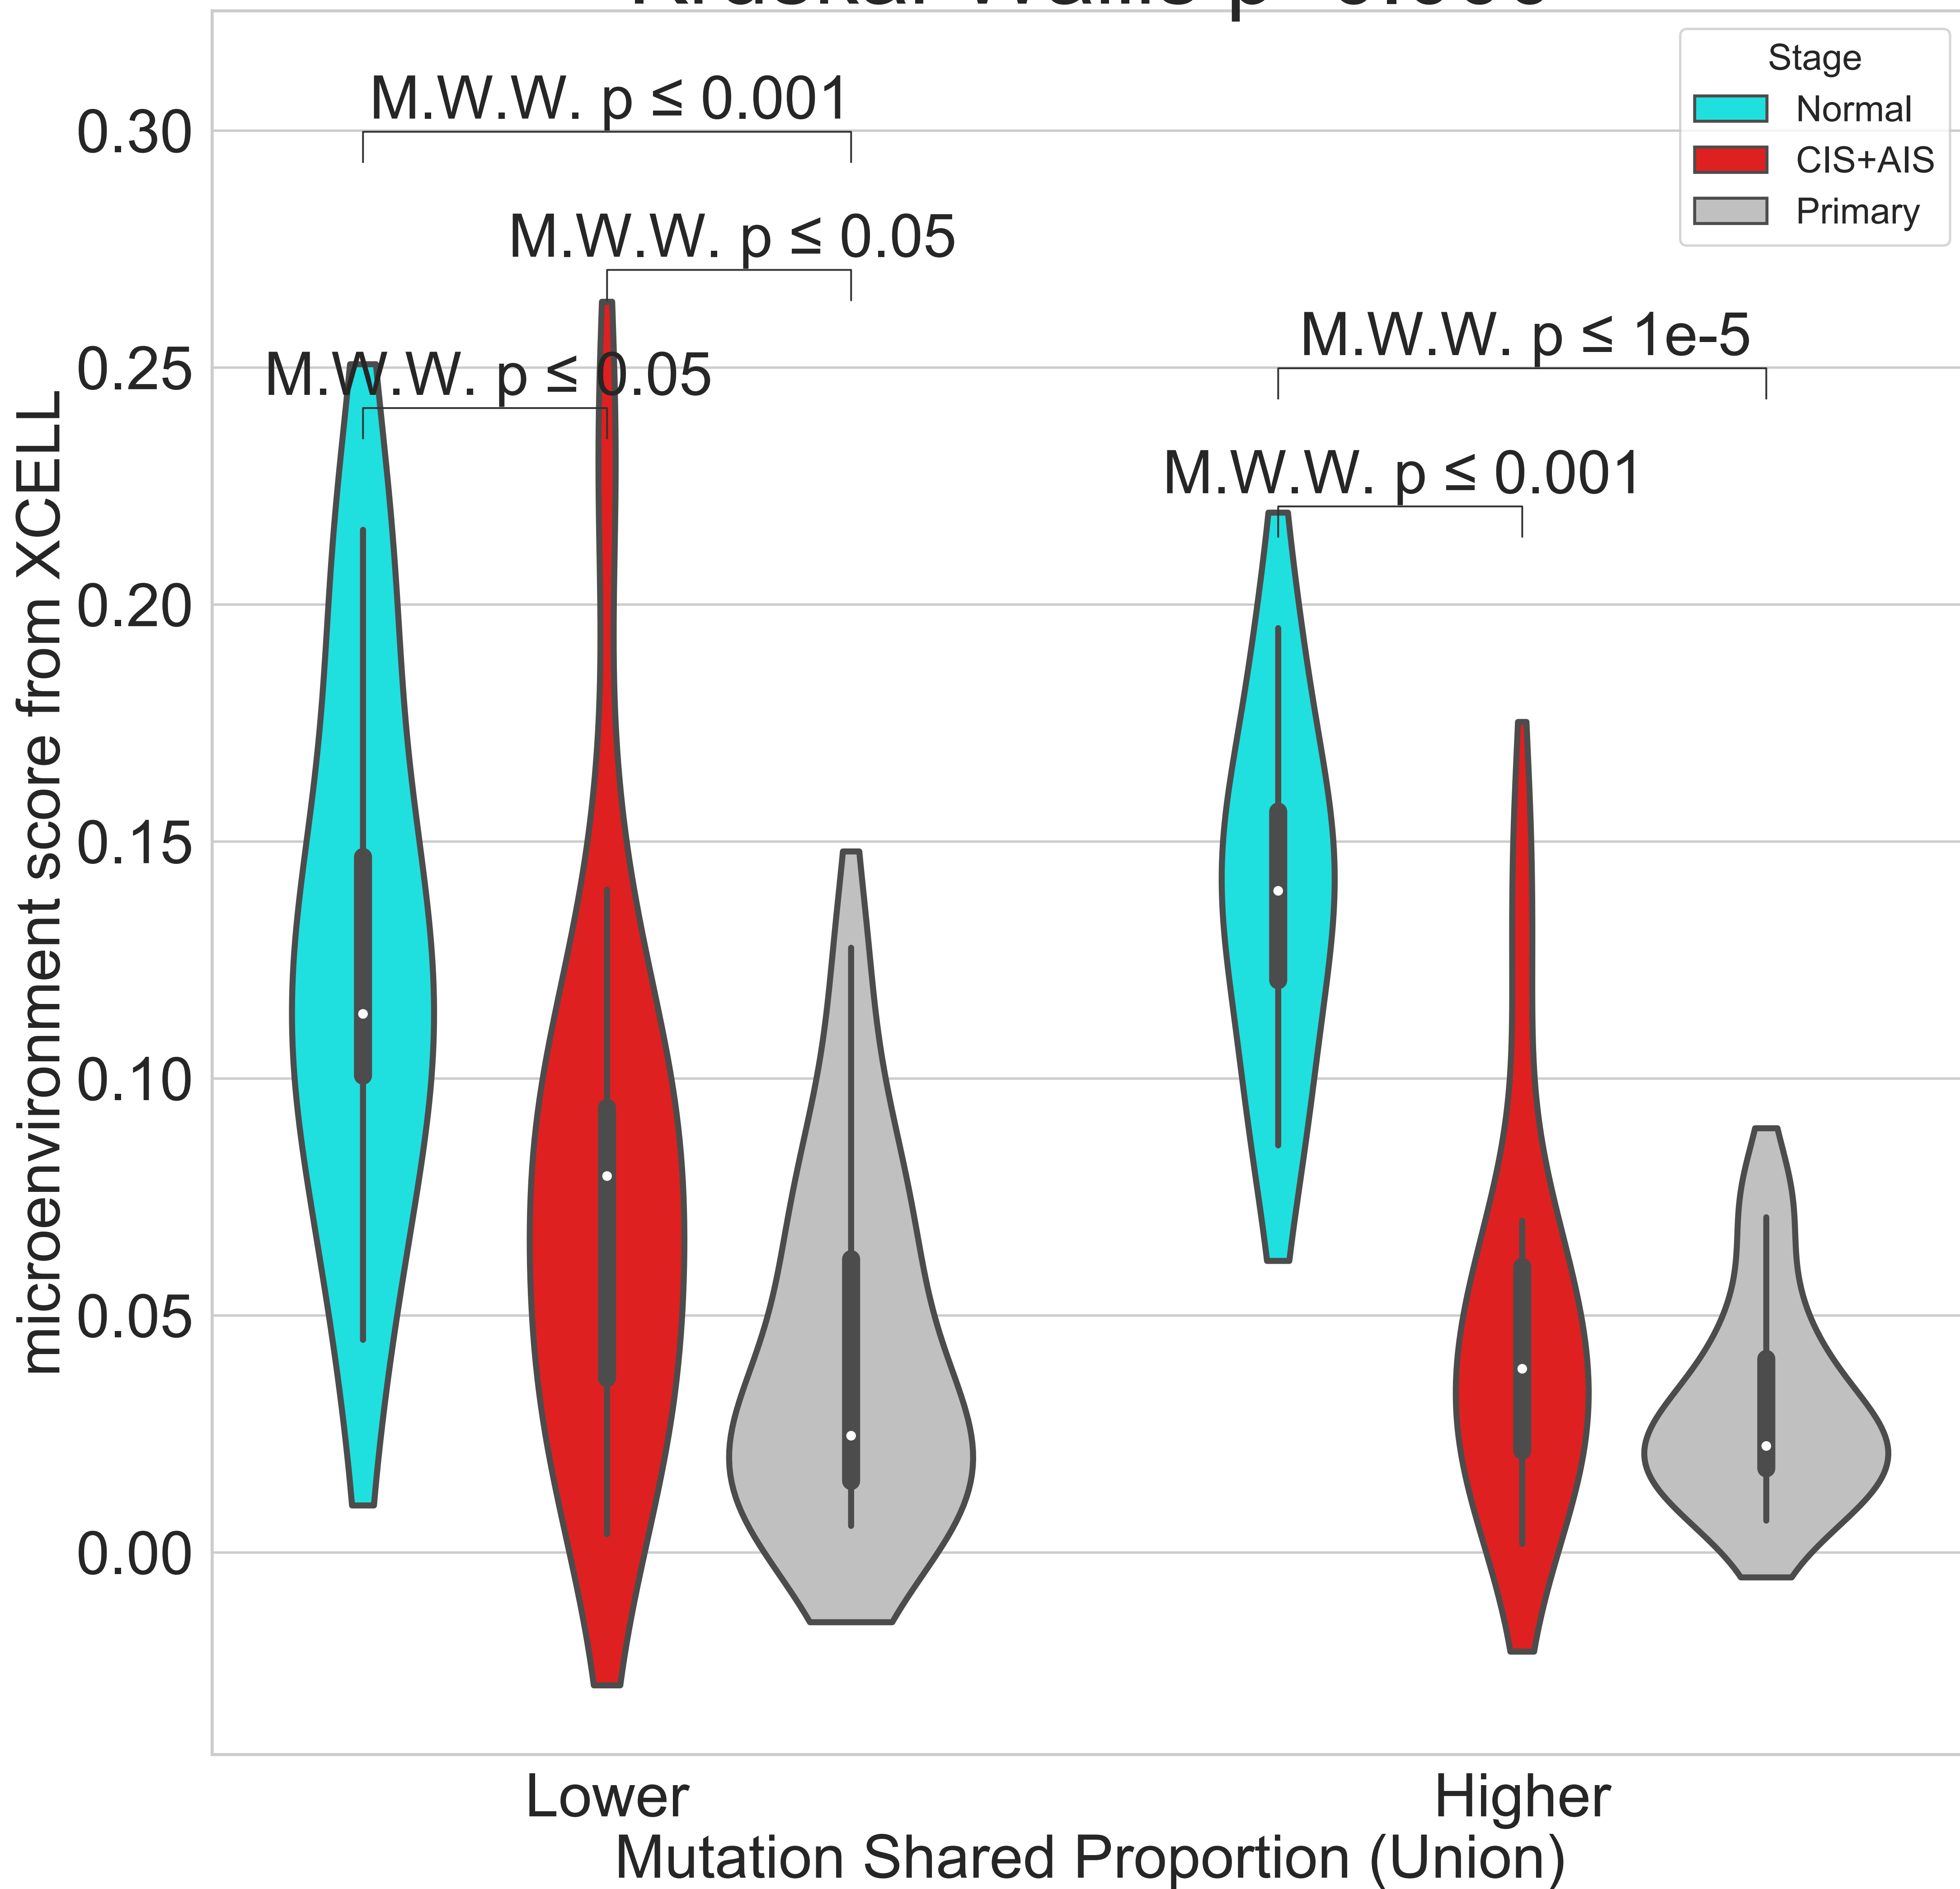 Stage
Normal
CIS+AIS
Primary
M.W.W. p ≤ 0.001
M.W.W. p ≤ 0.05
M.W.W. p ≤ 0.05
M.W.W. p ≤ 1e-5
M.W.W. p ≤ 0.001
0.30
0.25
0.20
0.15
0.10
0.05
0.00
microenvironment score from XCELL
Lower
Higher
Mutation Shared Proportion (Union)